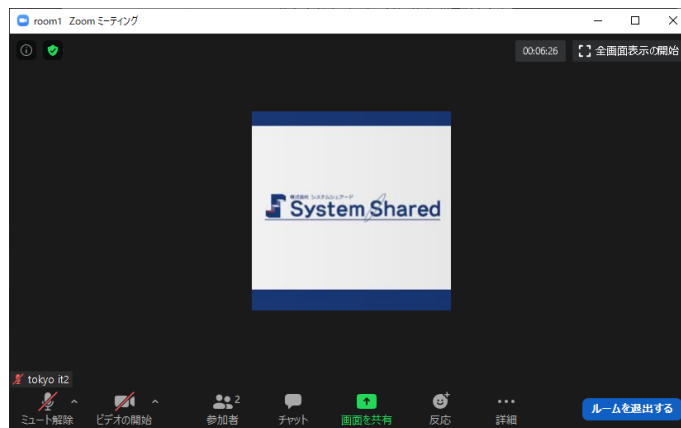 room1 Zoom ミーティング
00:06:26
全画面表示の開始
株式会社 システムシェアード
System Shared
tokyo it2
ミュート解除
ビデオの開始
2
参加者
チャット
画面を共有
反応
詳細
ルームを退出する